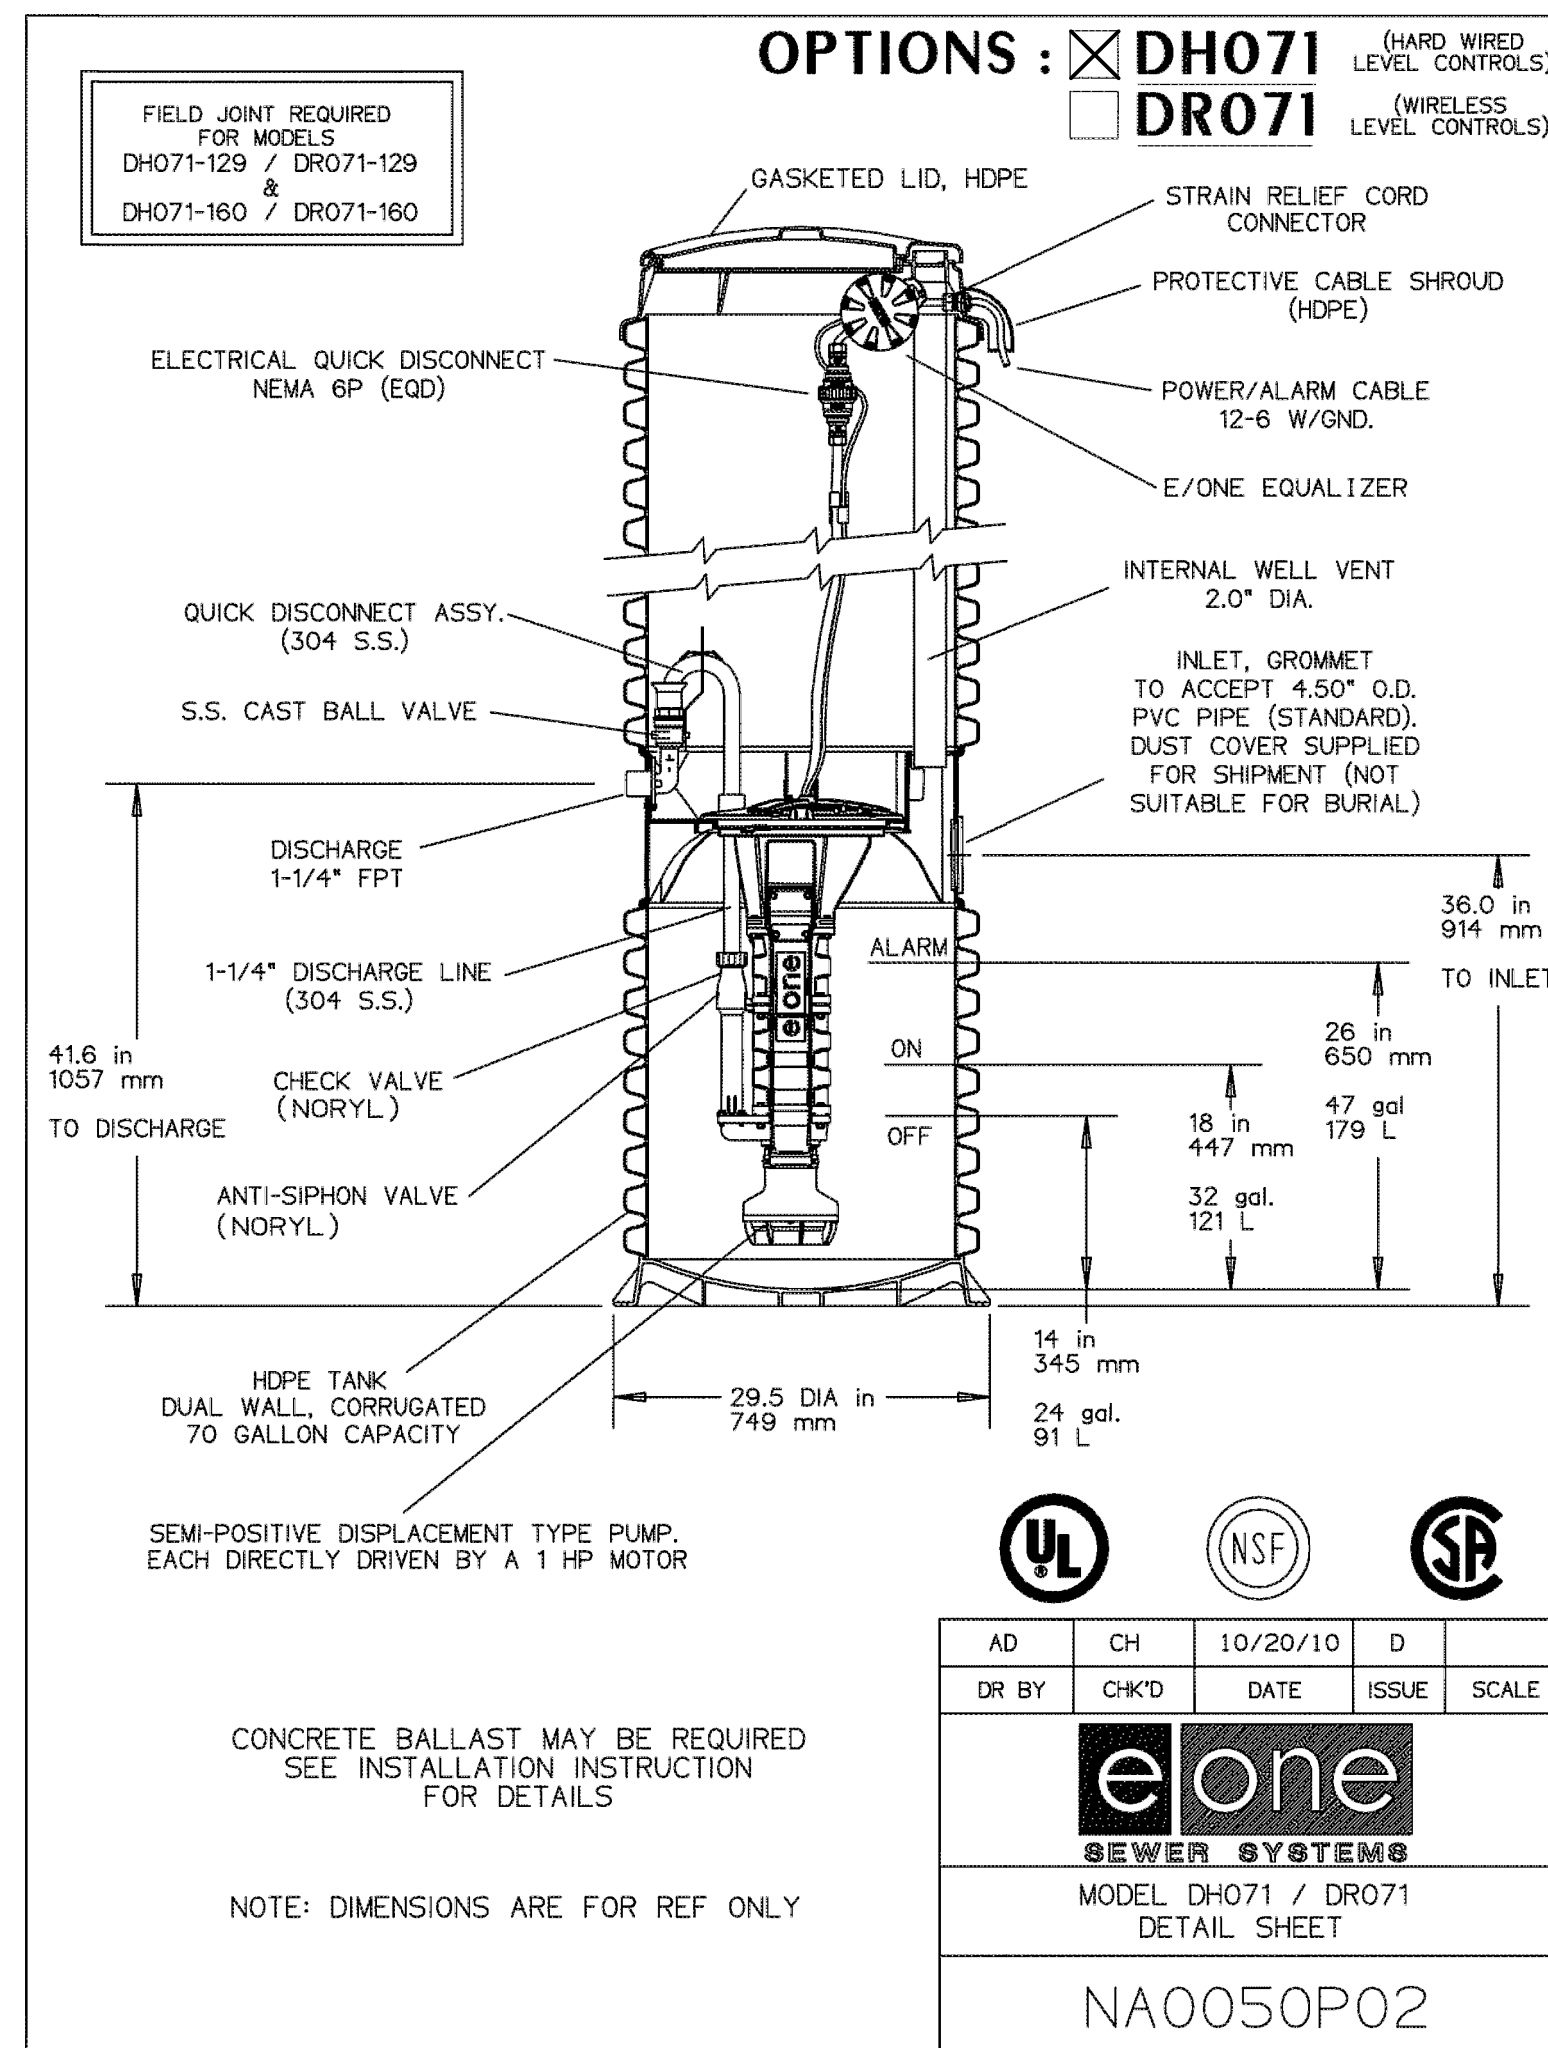 OPTIONS : DH071 (HARD WIRED
LEVEL CONTROLS)
DR071 (WIRELESS
LEVEL CONTROLS)
FIELD JOINT REQUIRED
FOR MODELS
DH071-129 / DR071-129
&
DH071-160 / DR071-160
GASKETED LID, HDPE
STRAIN RELIEF CORD
CONNECTOR
PROTECTIVE CABLE SHROUD
(HDPE)
ELECTRICAL QUICK DISCONNECT
NEMA 6P (EQD)
POWER/ALARM CABLE
12-6 W/GND.
E/ONE EQUALIZER
INTERNAL WELL VENT
2.0" DIA.
QUICK DISCONNECT ASSY.
(304 S.S.)
INLET, GROMMET
TO ACCEPT 4.50" O.D.
PVC PIPE (STANDARD).
DUST COVER SUPPLIED
FOR SHIPMENT (NOT
SUITABLE FOR BURIAL)
S.S. CAST BALL VALVE
DISCHARGE
1-1/4" FPT
36.0 in
914 mm
TO INLET
ALARM
1-1/4" DISCHARGE LINE
(304 S.S.)
e one
26 in
650 mm
47 gal
179 L
ON
41.6 in
1057 mm
TO DISCHARGE
CHECK VALVE
(NORYL)
18 in
447 mm
32 gal.
121 L
OFF
ANTI-SIPHON VALVE
(NORYL)
14 in
345 mm
24 gal.
91 L
HDPE TANK
DUAL WALL, CORRUGATED
70 GALLON CAPACITY
29.5 DIA in
749 mm
SEMI-POSITIVE DISPLACEMENT TYPE PUMP.
EACH DIRECTLY DRIVEN BY A 1 HP MOTOR
UL ®
NSF
SA
AD CH 10/20/10 D
DR BY CHK'D DATE ISSUE SCALE
CONCRETE BALLAST MAY BE REQUIRED
SEE INSTALLATION INSTRUCTION
FOR DETAILS
e one
SEWER SYSTEMS
MODEL DH071 / DR071
DETAIL SHEET
NOTE: DIMENSIONS ARE FOR REF ONLY
NA0050P02